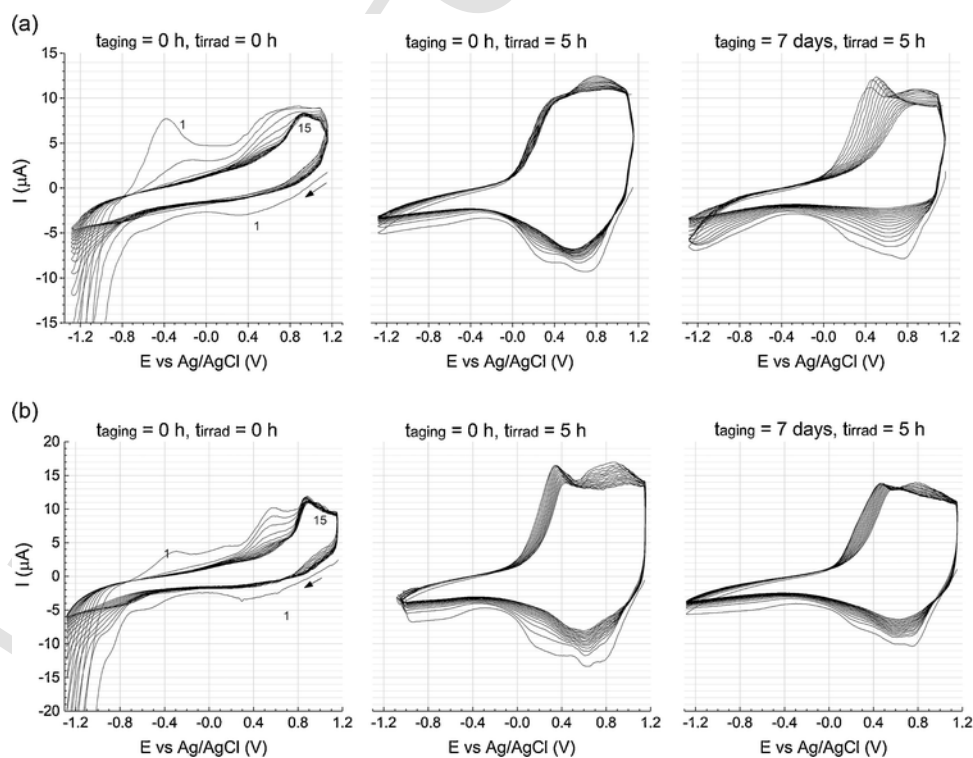 (a)
taging = 0 h, tirrad = 0 h
taging = 0 h, tirrad = 5 h
taging = 7 days, tirrad = 5 h
I (μA)
15
10
5
0
-5
-10
-15
1
15
1
-1.2 -0.8 -0.4 -0.0 0.4 0.8 1.2
-1.2 -0.8 -0.4 0.0 0.4 0.8 1.2
-1.2 -0.8 -0.4 0.0 0.4 0.8 1.2
E vs Ag/AgCl (V)
E vs Ag/AgCl (V)
E vs Ag/AgCl (V)
(b)
taging = 0 h, tirrad = 0 h
taging = 0 h, tirrad = 5 h
taging = 7 days, tirrad = 5 h
I (μA)
20
15
10
5
0
-5
-10
-15
-20
1
15
1
-1.2 -0.8 -0.4 -0.0 0.4 0.8 1.2
-1.2 -0.8 -0.4 0.0 0.4 0.8 1.2
-1.2 -0.8 -0.4 0.0 0.4 0.8 1.2
E vs Ag/AgCl (V)
E vs Ag/AgCl (V)
E vs Ag/AgCl (V)